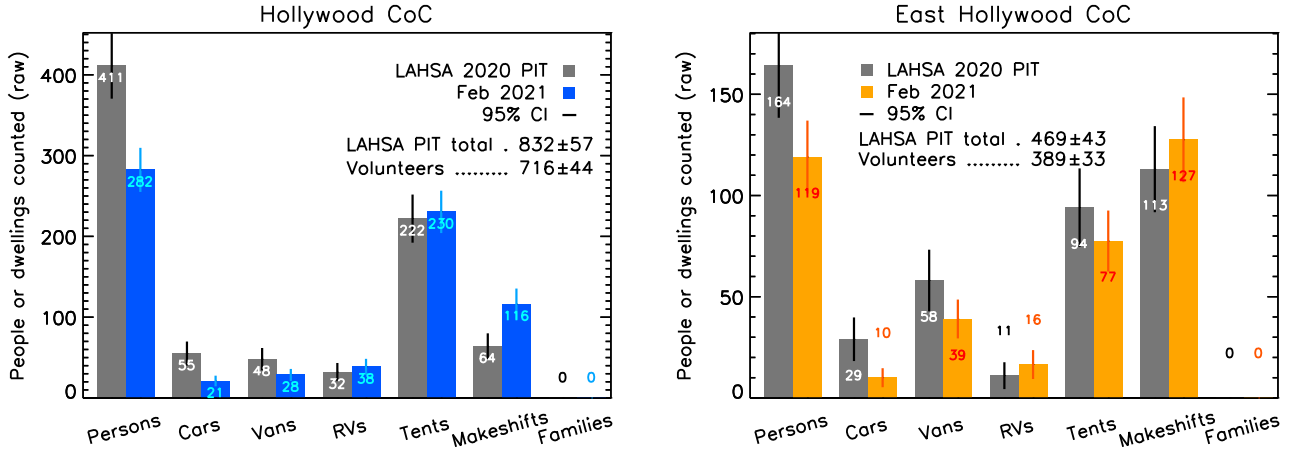 Hollywood CoC
People or dwellings counted (raw)
400
300
200
100
0
LAHSA 2020 PIT
Feb 2021
95% CI
LAHSA PIT total . 832±57
Volunteers ......... 716±44
411
282
55
21
48
28
32
38
222
230
64
116
0
0
Persons
Cars
Vans
RVs
Tents
Makeshifts
Families
East Hollywood CoC
People or dwellings counted (raw)
150
100
50
0
LAHSA 2020 PIT
Feb 2021
95% CI
LAHSA PIT total . 469±43
Volunteers ......... 389±33
164
119
29
10
58
39
11
16
94
77
113
127
0
0
Persons
Cars
Vans
RVs
Tents
Makeshifts
Families